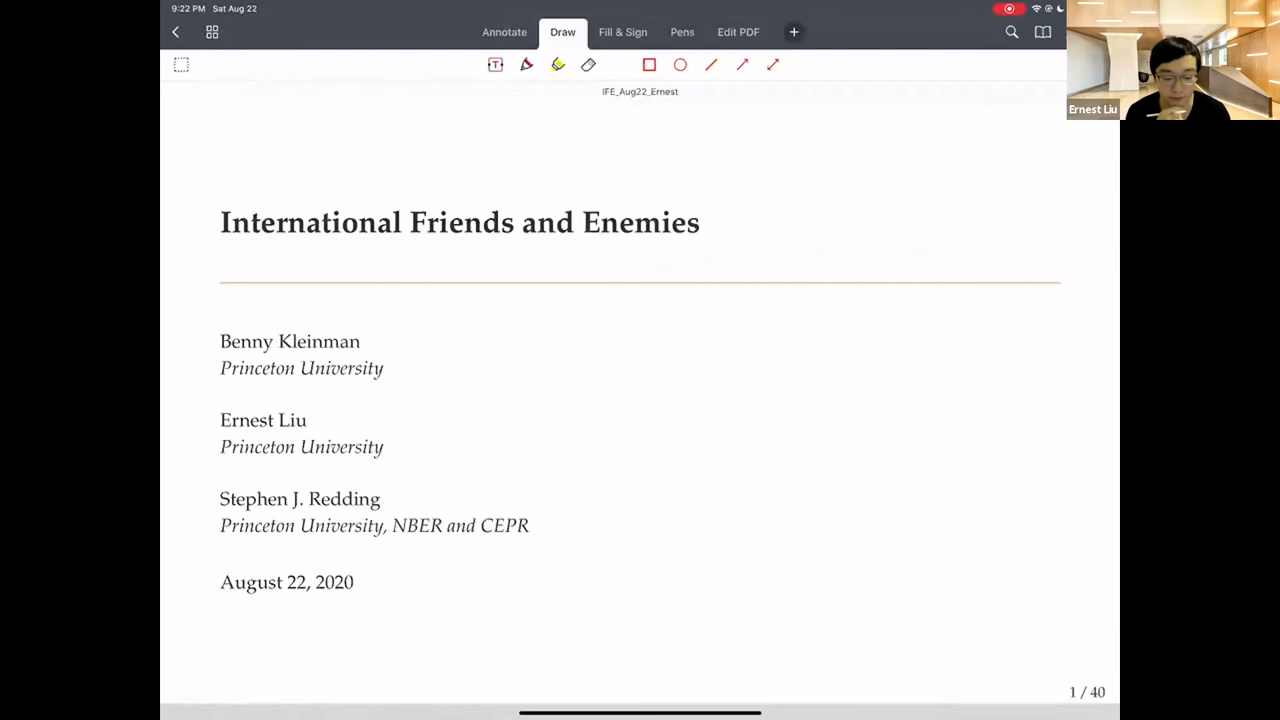 9:22 PM Sat Aug 22
Annotate Draw Fill & Sign Pens Edit PDF
T
IFE_Aug22_Ernest
Ernest Liu
International Friends and Enemies
Benny Kleinman
Princeton University
Ernest Liu
Princeton University
Stephen J. Redding
Princeton University, NBER and CEPR
August 22, 2020
1 / 40